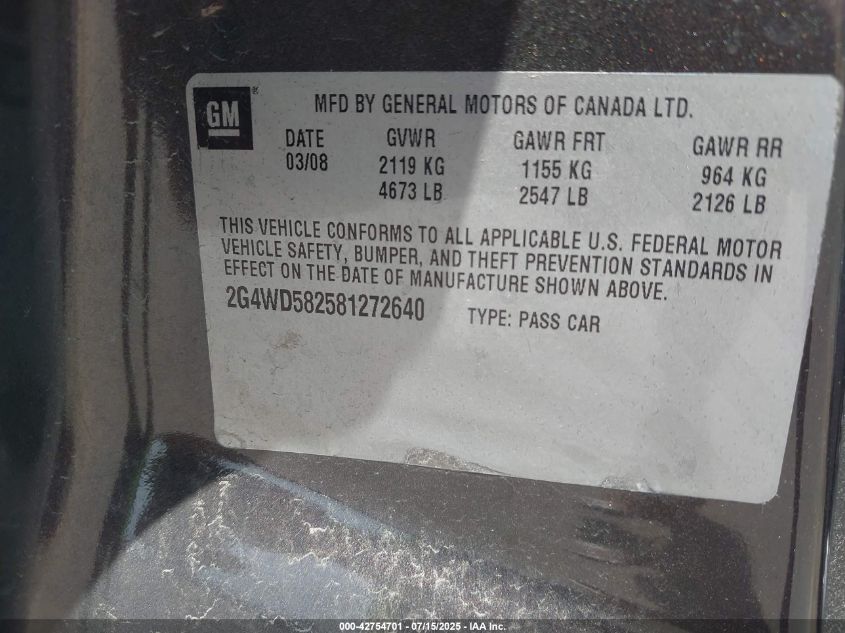 GM ®
MFD BY GENERAL MOTORS OF CANADA LTD.
DATE GVWR GAWR FRT GAWR RR
03/08 2119 KG 1155 KG 964 KG
4673 LB 2547 LB 2126 LB
THIS VEHICLE CONFORMS TO ALL APPLICABLE U.S. FEDERAL MOTOR
VEHICLE SAFETY, BUMPER, AND THEFT PREVENTION STANDARDS IN
EFFECT ON THE DATE OF MANUFACTURE SHOWN ABOVE.
2G4WD582581272640 TYPE: PASS CAR
000-42754701 - 07/15/2025 - IAA Inc.